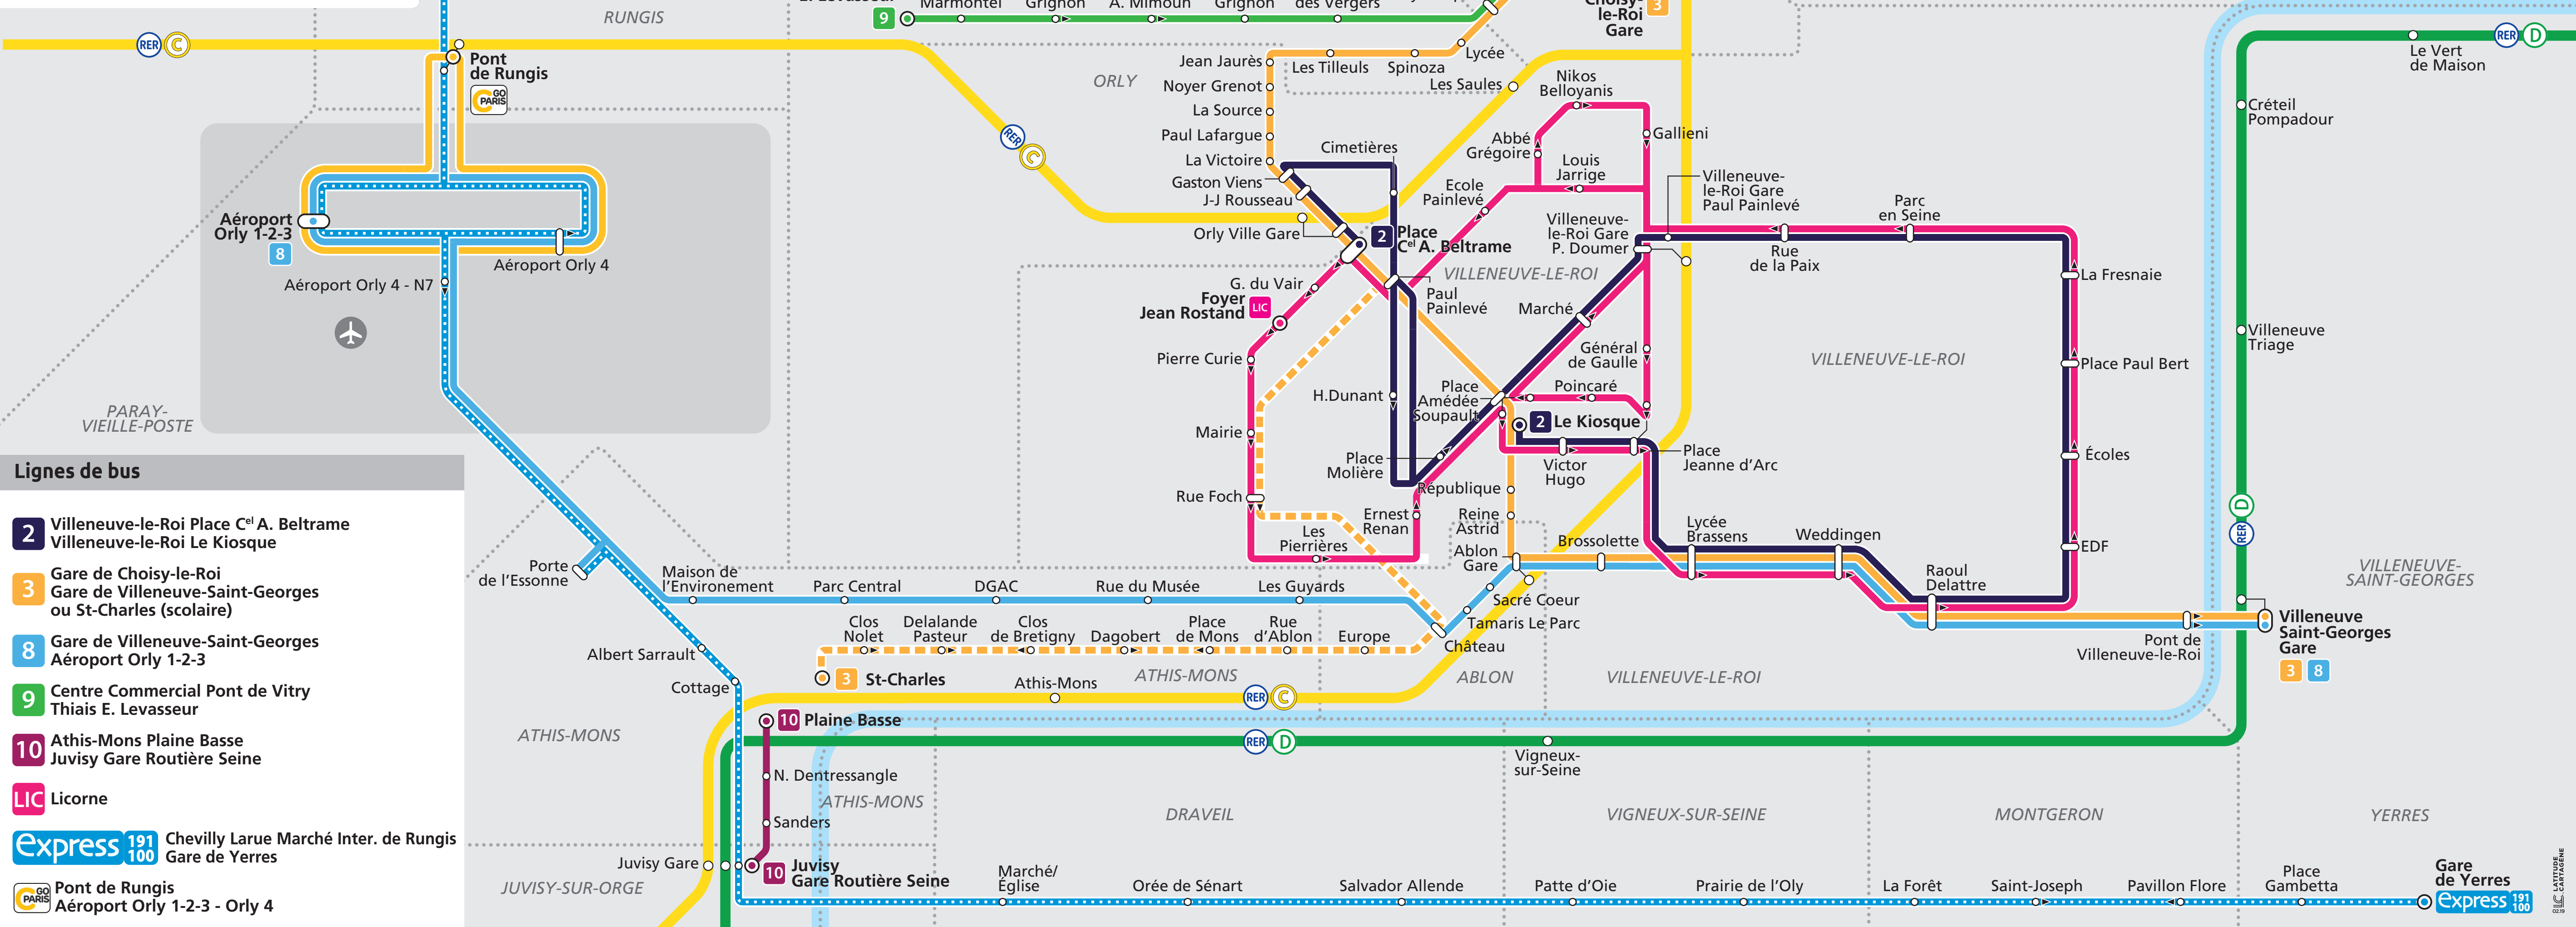 RUNGIS
9
Marmontel
Grignon
A. Mimoun
Grignon
des Vergers
le-Roi
Gare
3
RER C
Pont
de Rungis
GO
C PARIS
ORLY
Jean Jaurès
Noyer Grenot
La Source
Paul Lafargue
La Victoire
Gaston Viens
J-J Rousseau
Orly Ville Gare
Les Tilleuls
Spinoza
Lycée
Les Saules
Nikos
Belloyanis
Abbé
Grégoire
Gallieni
Louis
Jarrige
Cimetières
Ecole
Painlevé
RER
C
Villeneuve-
le-Roi Gare
Paul Painlevé
Villeneuve-
le-Roi Gare
P. Doumer
Parc
en Seine
Rue
de la Paix
RER D
Le Vert
de Maison
Créteil
Pompadour
Villeneuve
Triage
Aéroport
Orly 1-2-3
8
Aéroport Orly 4
Aéroport Orly 4 - N7
PARAY-
VIEILLE-POSTE
2
Place
Cel A. Beltrame
VILLENEUVE-LE-ROI
G. du Vair
Foyer
Jean Rostand
LIC
Paul
Painlevé
Marché
Pierre Curie
Général
de Gaulle
VILLENEUVE-LE-ROI
H.Dunant
Place
Amédée
Soupault
Poincaré
2 Le Kiosque
Mairie
Place
Molière
Victor
Hugo
Place
Jeanne d'Arc
Rue Foch
République
Reine
Astrid
Ernest
Renan
Les
Pierrières
Ablon
Gare
Brossolette
Lycée
Brassens
Weddingen
Raoul
Delattre
La Fresnaie
Place Paul Bert
Écoles
EDF
D
RER
VILLENEUVE-
SAINT-GEORGES
Villeneuve
Saint-Georges
Gare
3 8
Pont de
Villeneuve-le-Roi
Porte
de l'Essonne
Maison de
l'Environement
Parc Central
DGAC
Rue du Musée
Les Guyards
Sacré Coeur
Tamaris Le Parc
Château
Clos
Nolet
Delalande
Pasteur
Clos
de Bretigny
Dagobert
Place
de Mons
Rue
d'Ablon
Europe
Albert Sarrault
Cottage
3 St-Charles
ATHIS-MONS
ABLON
VILLENEUVE-LE-ROI
Athis-Mons
RER C
ATHIS-MONS
10 Plaine Basse
RER D
Vigneux-
sur-Seine
N. Dentressangle
ATHIS-MONS
Sanders
DRAVEIL
VIGNEUX-SUR-SEINE
MONTGERON
YERRES
Juvisy Gare
JUVISY-SUR-ORGE
10
Juvisy
Gare Routière Seine
Marché/
Église
Orée de Sénart
Salvador Allende
Patte d'Oie
Prairie de l'Oly
La Forêt
Saint-Joseph
Pavillon Flore
Place
Gambetta
Gare
de Yerres
express 191
100
LATITUDE
CARTAGÈNE
02.19
Lignes de bus
2
Villeneuve-le-Roi Place Cel A. Beltrame
Villeneuve-le-Roi Le Kiosque
3
Gare de Choisy-le-Roi
Gare de Villeneuve-Saint-Georges
ou St-Charles (scolaire)
8
Gare de Villeneuve-Saint-Georges
Aéroport Orly 1-2-3
9
Centre Commercial Pont de Vitry
Thiais E. Levasseur
10
Athis-Mons Plaine Basse
Juvisy Gare Routière Seine
LIC Licorne
express 191
100
Chevilly Larue Marché Inter. de Rungis
Gare de Yerres
GO
C PARIS
Pont de Rungis
Aéroport Orly 1-2-3 - Orly 4